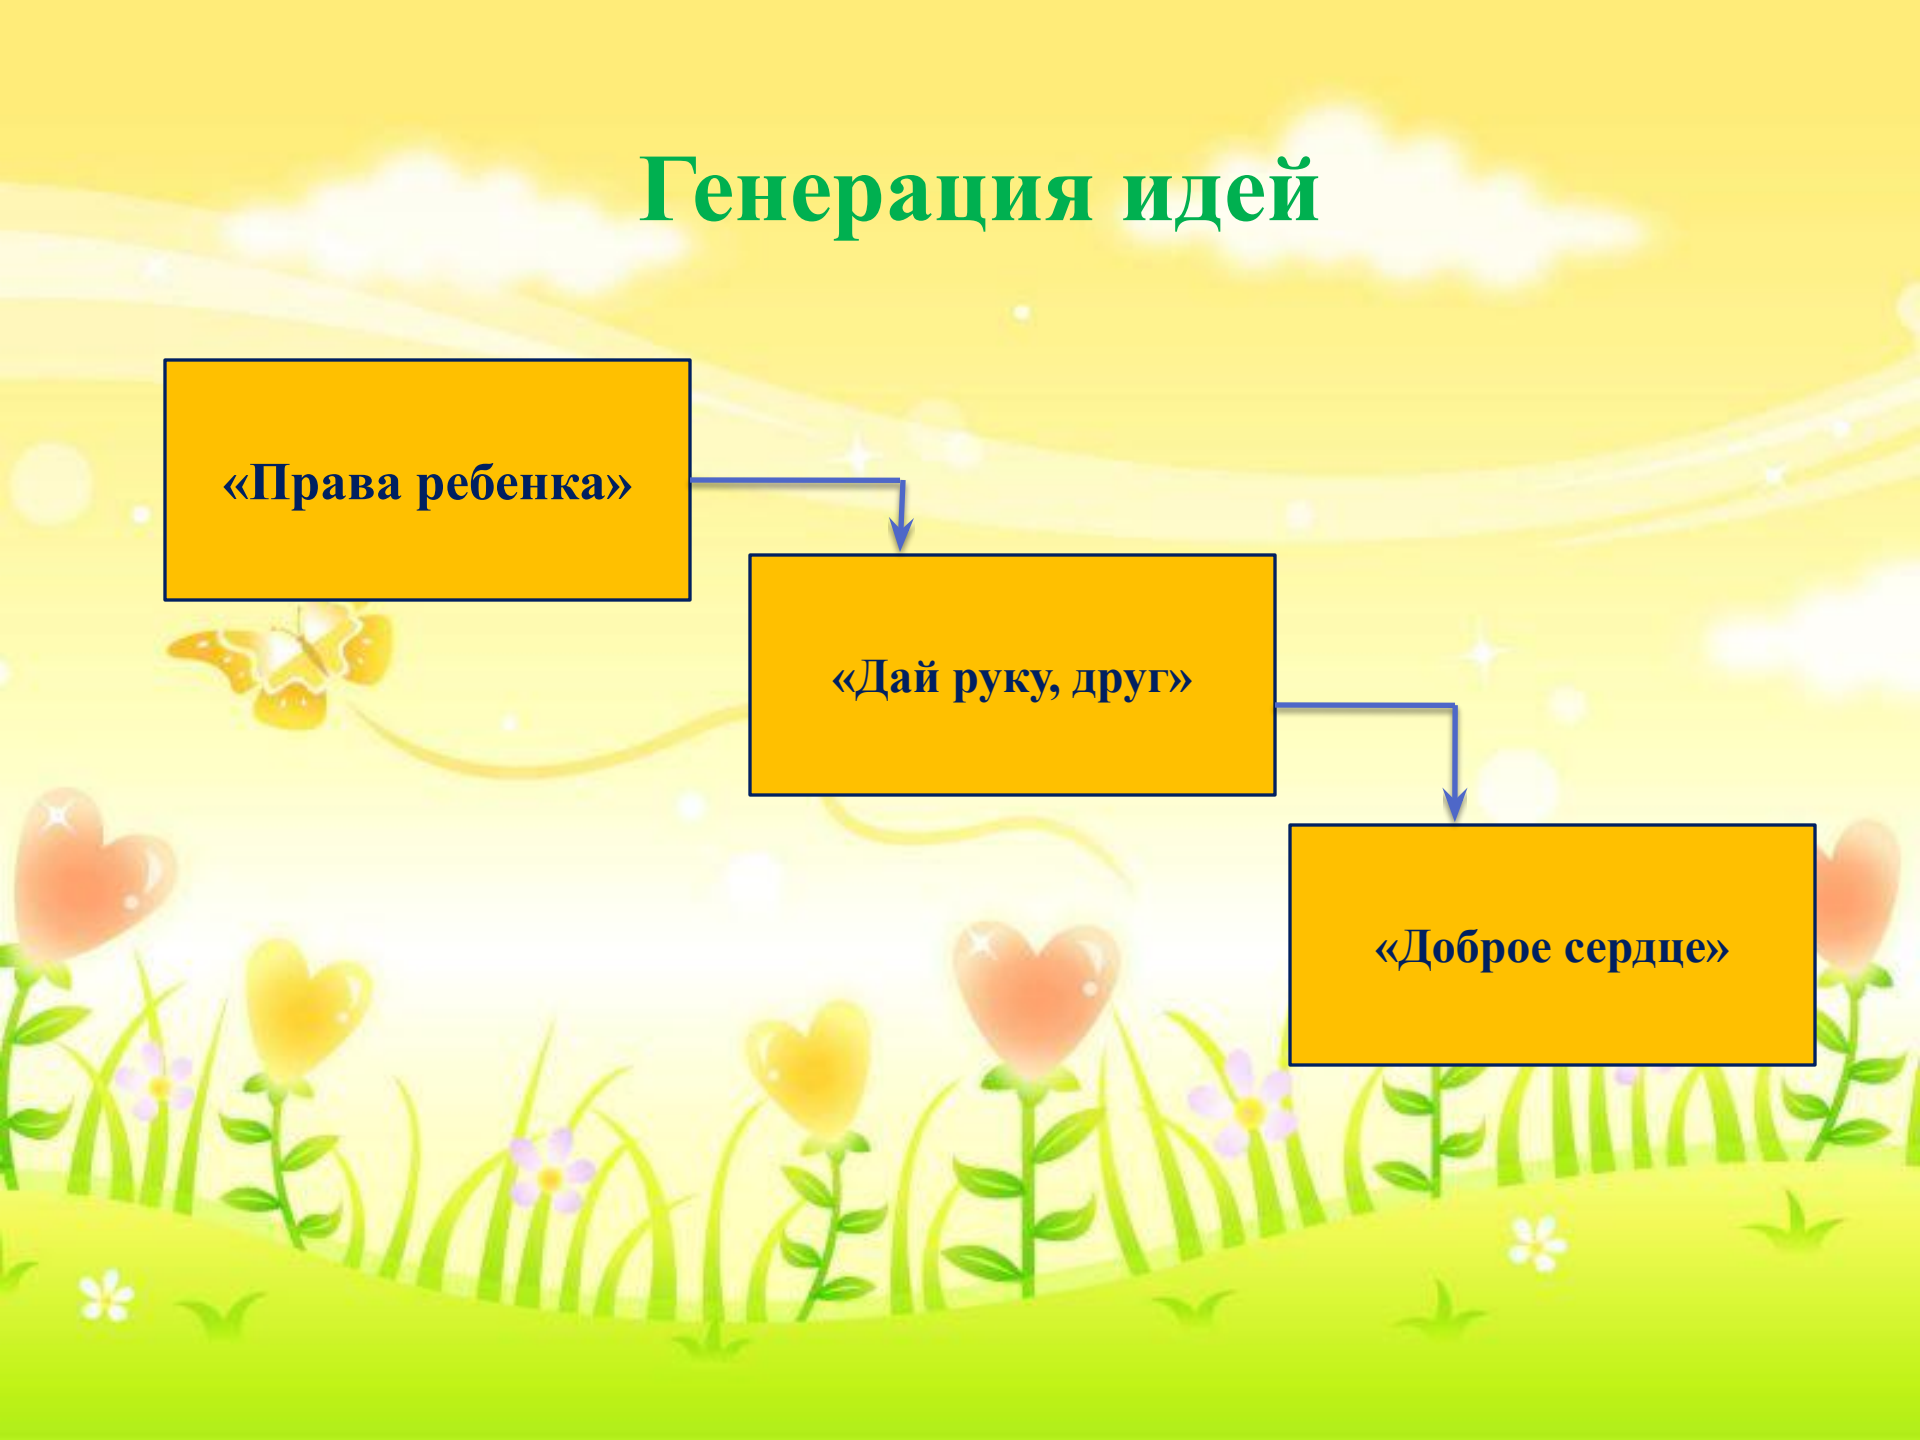 Генерация идей
«Права ребенка»
«Дай руку, друг»
«Доброе сердце»